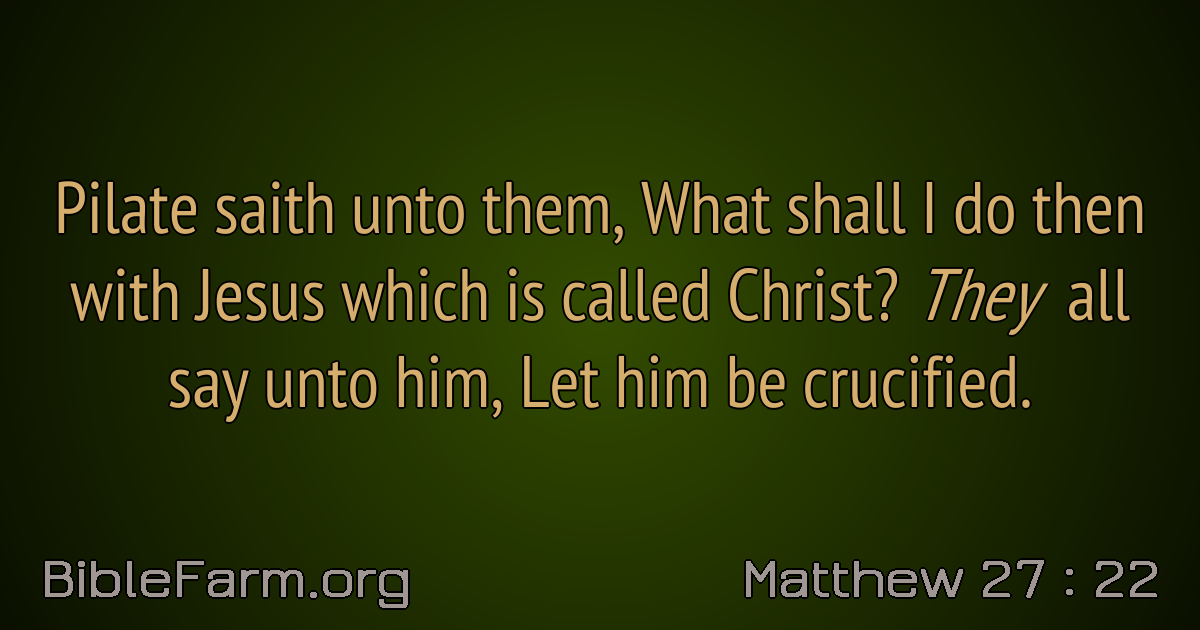 Pilate saith unto them, What shall I do then
with Jesus which is called Christ? They all
say unto him, Let him be crucified.
BibleFarm.org
Matthew 27 : 22